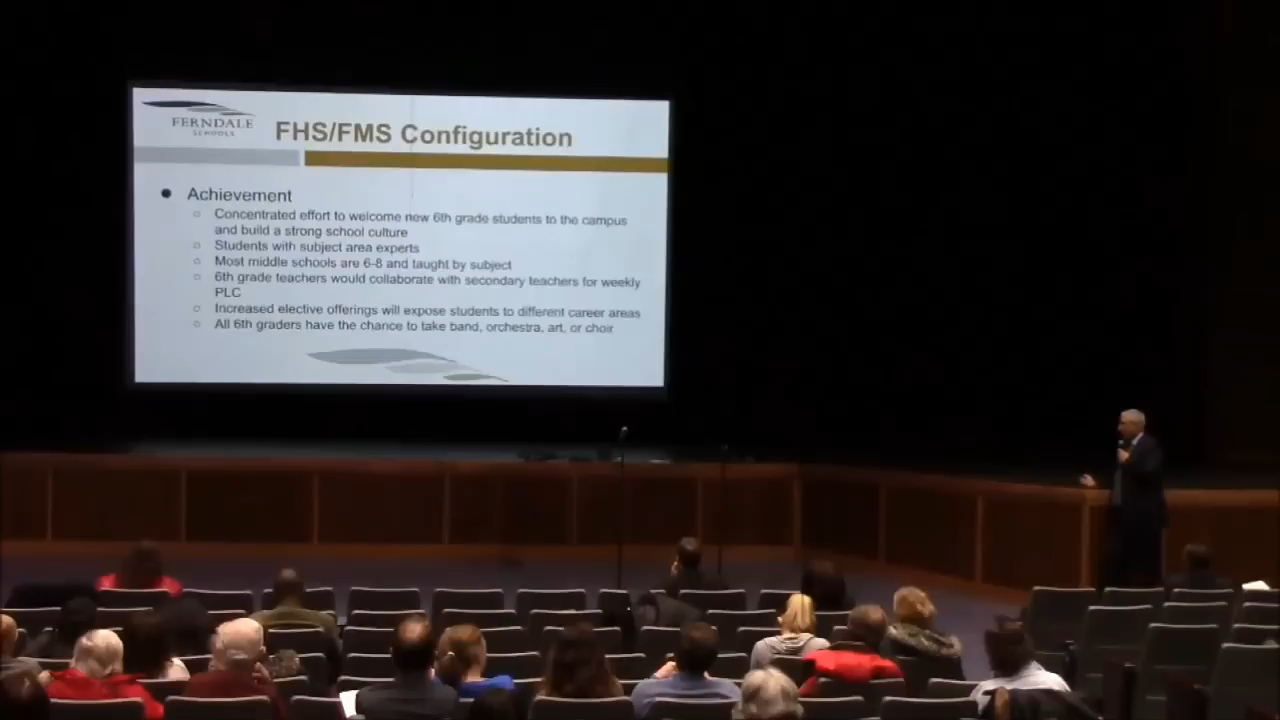 FERNDALE
SCHOOLS
FHS/FMS Configuration
Achievement
Concentrated effort to welcome new 6th grade students to the campus
and build a strong school culture
Students with subject area experts
Most middle schools are 6-8 and taught by subject
6th grade teachers would collaborate with secondary teachers for weekly
PLC
Increased elective offerings will expose students to different career areas
All 6th graders have the chance to take band, orchestra, art, or choir